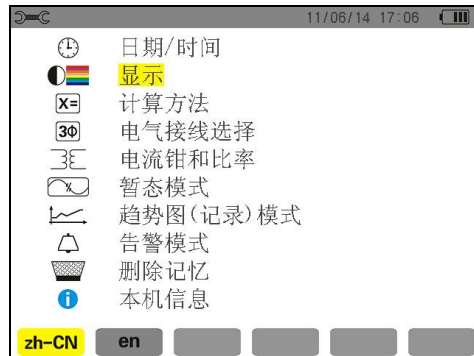 11/06/14 17:06
日期/时间
显示
X= 计算方法
3Φ 电气接线选择
电流钳和比率
暂态模式
趋势图(记录)模式
告警模式
删除记忆
i 本机信息
zh-CN en